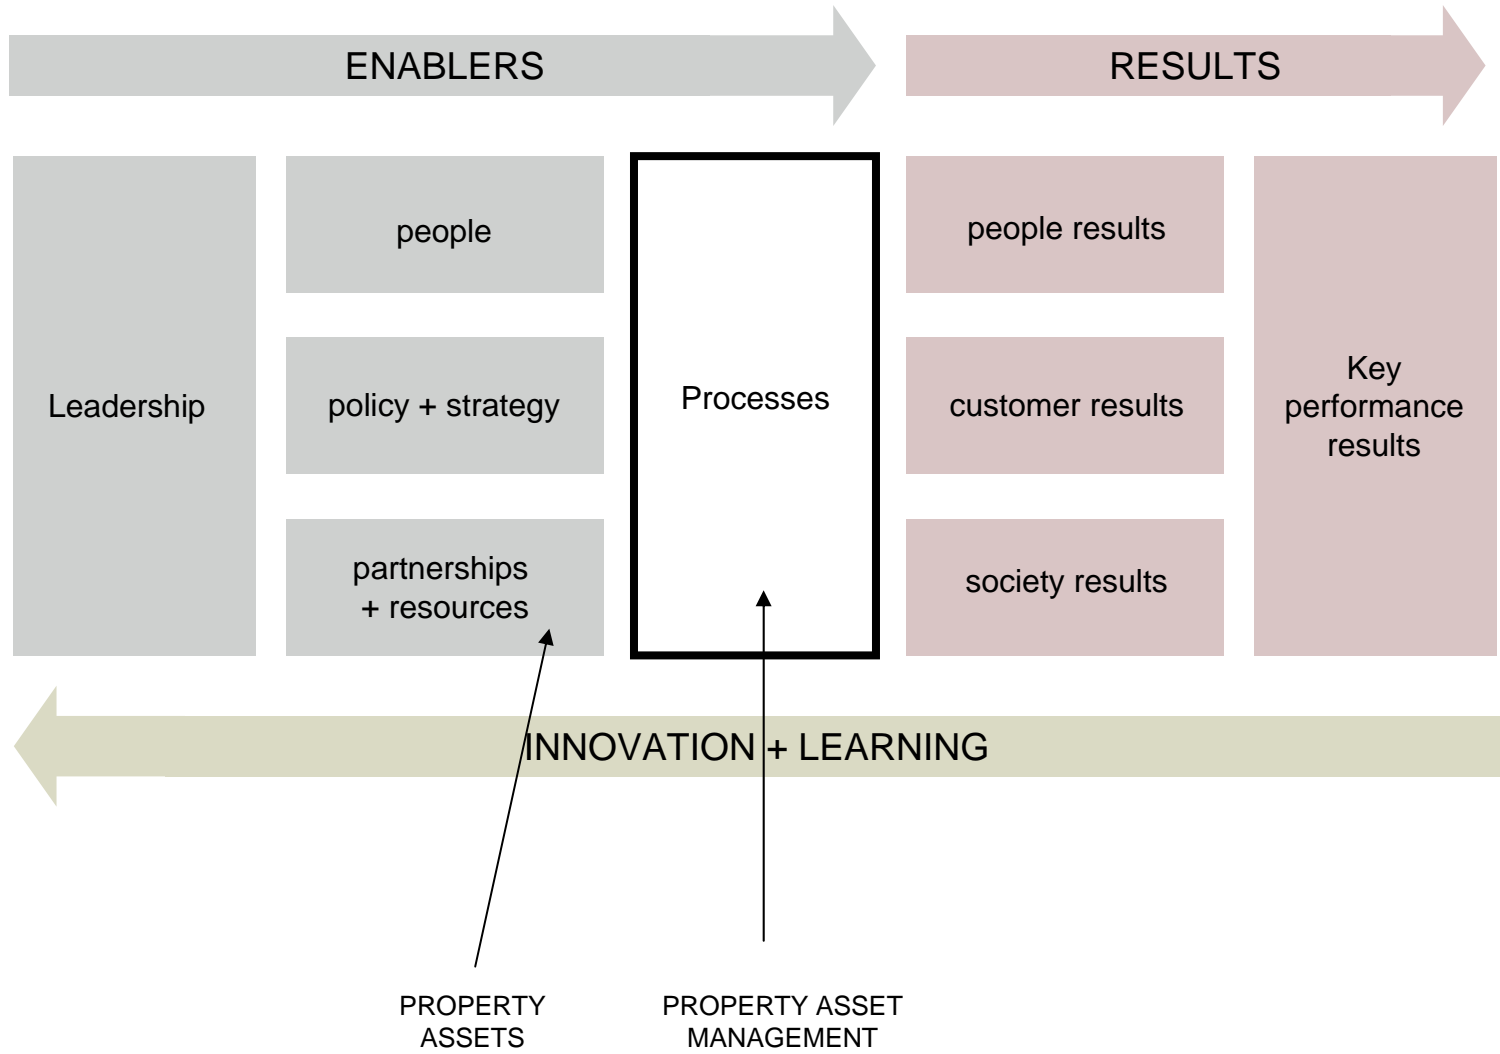 ENABLERS
RESULTS
Leadership
people
policy + strategy
partnerships
+ resources
Processes
people results
customer results
society results
Key
performance
results
INNOVATION + LEARNING
PROPERTY
ASSETS
PROPERTY ASSET
MANAGEMENT